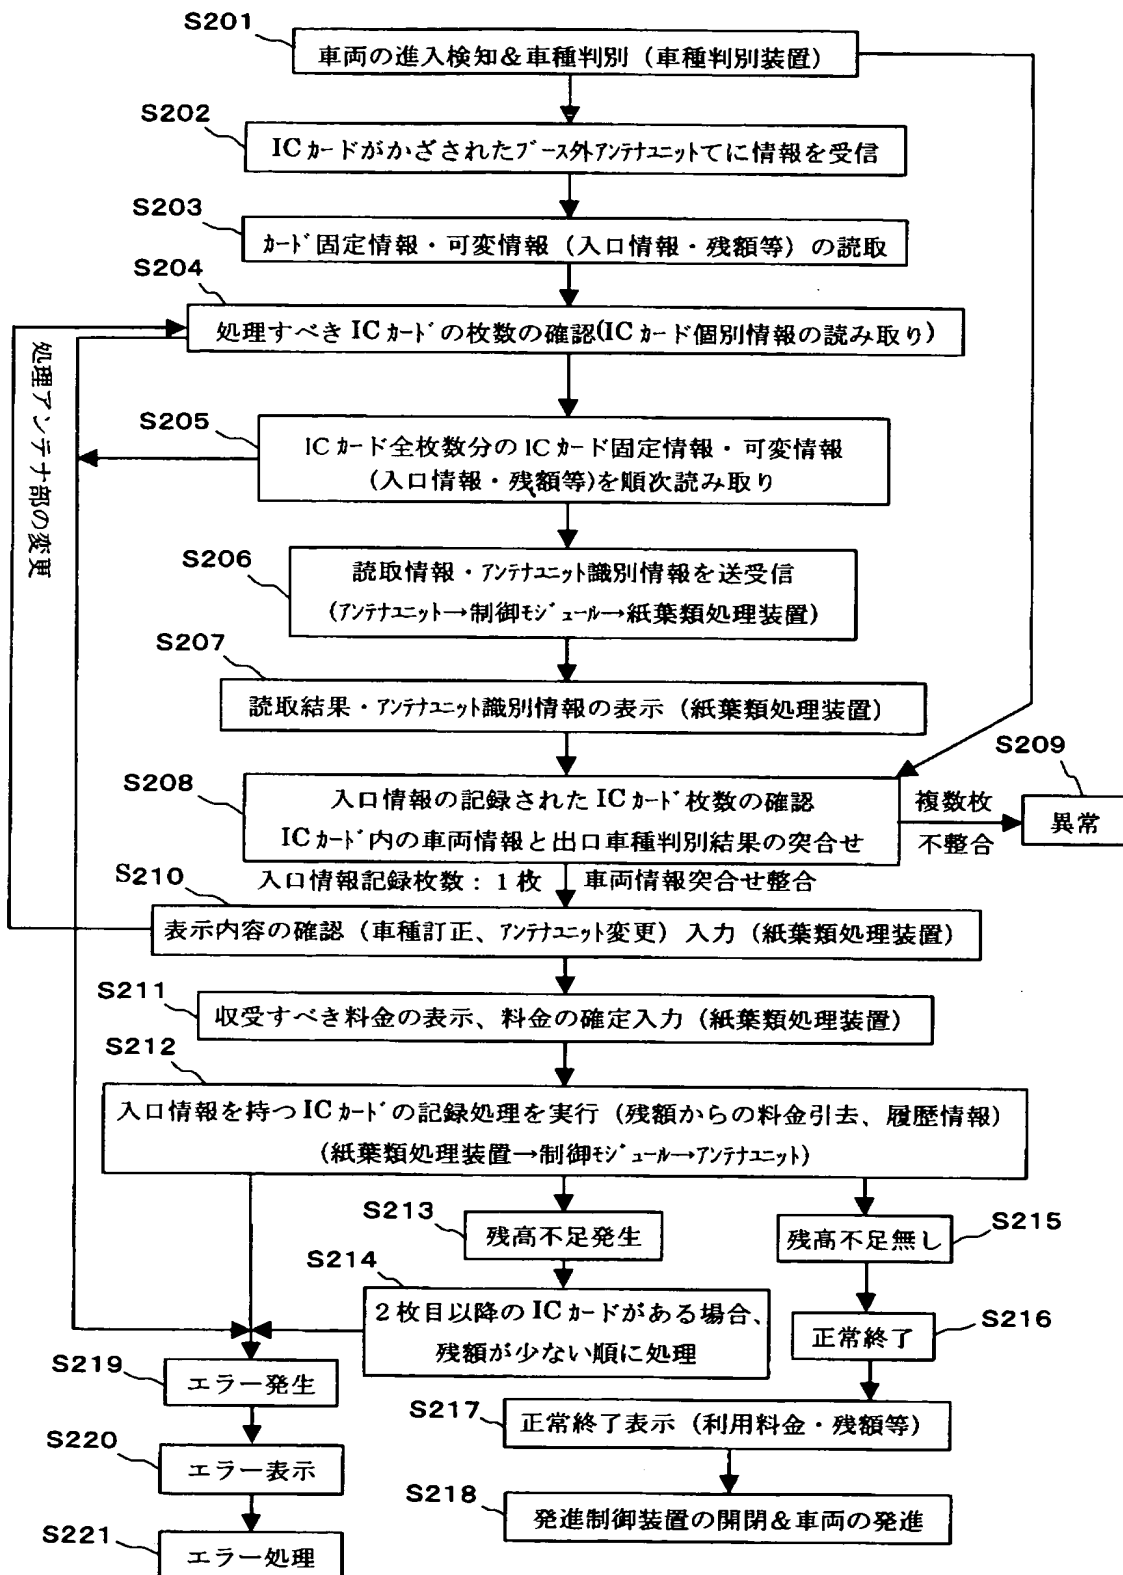 S201
車両の進入検知＆車種判別（車種判別装置）
S202
ICカードがかざされたブース外アンテナユニットてに情報を受信
S203
カード固定情報・可変情報（入口情報・残額等）の読取
S204
処理すべきICカードの枚数の確認(ICカード個別情報の読み取り)
処理アンテナ部の変更
S205
ICカード全枚数分のICカード固定情報・可変情報
(入口情報・残額等)を順次読み取り
S206
読取情報・アンテナユニット識別情報を送受信
(アンテナユニット→制御モジュール→紙葉類処理装置)
S207
読取結果・アンテナユニット識別情報の表示（紙葉類処理装置）
S208
入口情報の記録されたICカード枚数の確認
ICカード内の車両情報と出口車種判別結果の突合せ
複数枚
不整合
S209
異常
入口情報記録枚数：1枚
車両情報突合せ整合
S210
表示内容の確認（車種訂正、アンテナユニット変更）入力（紙葉類処理装置）
S211
収受すべき料金の表示、料金の確定入力（紙葉類処理装置）
S212
入口情報を持つICカードの記録処理を実行（残額からの料金引去、履歴情報）
(紙葉類処理装置→制御モジュール→アンテナユニット)
S213
残高不足発生
S215
残高不足無し
S214
2枚目以降のICカードがある場合、
残額が少ない順に処理
S216
正常終了
S219
エラー発生
S217
正常終了表示（利用料金・残額等）
S220
エラー表示
S218
発進制御装置の開閉＆車両の発進
S221
エラー処理